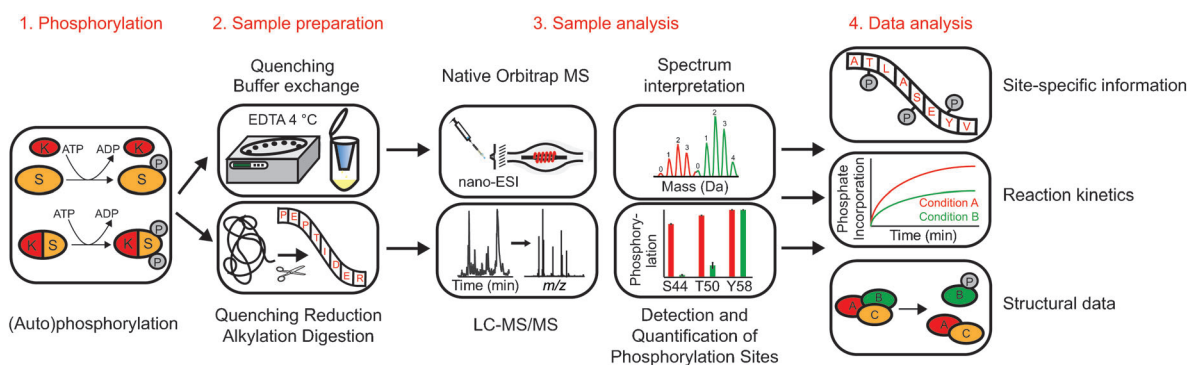 1. Phosphorylation
K
ATP
ADP
K
P
S
S
ATP
ADP
P
K
S
K
S
P
(Auto)phosphorylation
2. Sample preparation
Quenching
Buffer exchange
EDTA 4 °C
PEPTIDER
Quenching Reduction
Alkylation Digestion
3. Sample analysis
Native Orbitrap MS
nano-ESI
Time (min)
m/z
LC-MS/MS
Spectrum
interpretation
0
1
2
3
0
1
2
3
4
Mass (Da)
Phosphory-
lation
S44 T50 Y58
Detection and
Quantification of
Phosphorylation Sites
4. Data analysis
ATLASEYV
P
P
P
Site-specific information
Phosphate
Incorporation
Condition A
Condition B
Time (min)
Reaction kinetics
A
B
C
P
B
A
C
Structural data